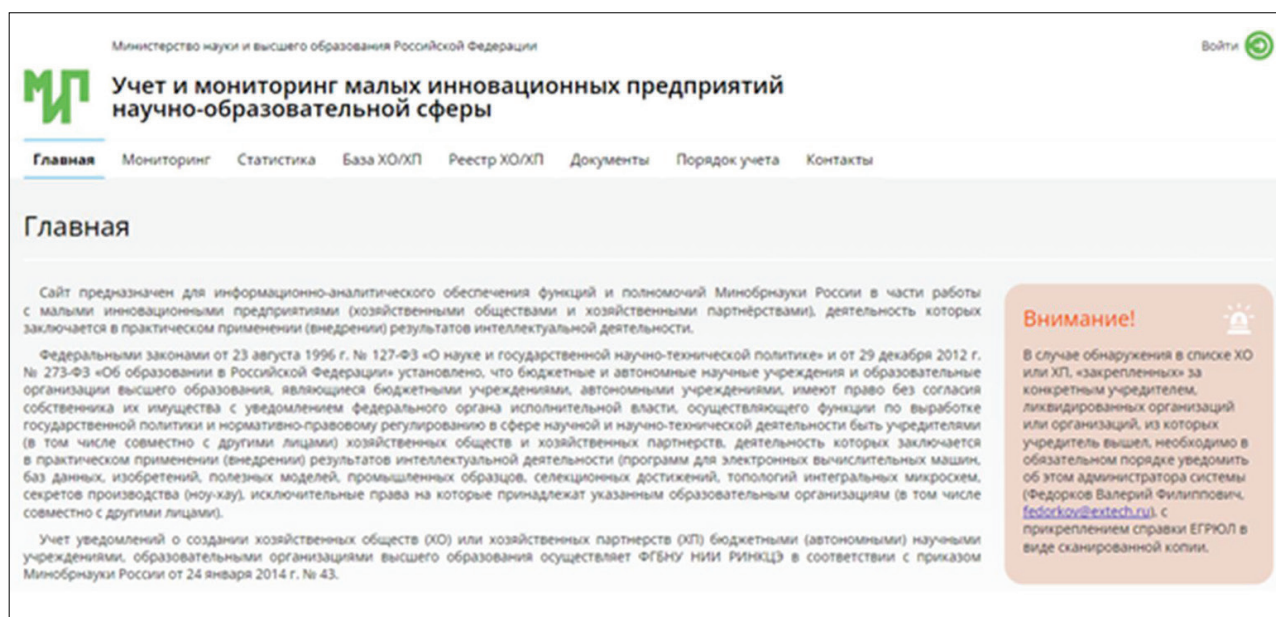 Министерство науки и высшего образования Российской Федерации
Войти
МИП
Учет и мониторинг малых инновационных предприятий
научно-образовательной сферы
Главная Мониторинг Статистика База ХО/ХП Реестр ХО/ХП Документы Порядок учета Контакты
Главная
Сайт предназначен для информационно-аналитического обеспечения функций и полномочий Минобрнауки России в части работы
с малыми инновационными предприятиями (хозяйственными обществами и хозяйственными партнёрствами), деятельность которых
заключается в практическом применении (внедрении) результатов интеллектуальной деятельности.
Федеральными законами от 23 августа 1996 г. № 127-ФЗ «О науке и государственной научно-технической политике» и от 29 декабря 2012 г.
№ 273-ФЗ «Об образовании в Российской Федерации» установлено, что бюджетные и автономные научные учреждения и образовательные
организации высшего образования, являющиеся бюджетными учреждениями, автономными учреждениями, имеют право без согласия
собственника их имущества с уведомлением федерального органа исполнительной власти, осуществляющего функции по выработке
государственной политики и нормативно-правовому регулированию в сфере научной и научно-технической деятельности быть учредителями
(в том числе совместно с другими лицами) хозяйственных обществ и хозяйственных партнерств, деятельность которых заключается
в практическом применении (внедрении) результатов интеллектуальной деятельности (программ для электронных вычислительных машин,
баз данных, изобретений, полезных моделей, промышленных образцов, селекционных достижений, топологий интегральных микросхем,
секретов производства (ноу-хау), исключительные права на которые принадлежат указанным образовательным организациям (в том числе
совместно с другими лицами).
Учет уведомлений о создании хозяйственных обществ (ХО) или хозяйственных партнерств (ХП) бюджетными (автономными) научными
учреждениями, образовательными организациями высшего образования осуществляет ФГБНУ НИИ РИНКЦЭ в соответствии с приказом
Минобрнауки России от 24 января 2014 г. № 43.
Внимание!
В случае обнаружения в списке ХО
или ХП, «закрепленных» за
конкретным учредителем,
ликвидированных организаций
или организаций, из которых
учредитель вышел, необходимо в
обязательном порядке уведомить
об этом администратора системы
(Федорков Валерий Филиппович,
fedorkov@extech.ru), с
прикреплением справки ЕГРЮЛ в
виде сканированной копии.